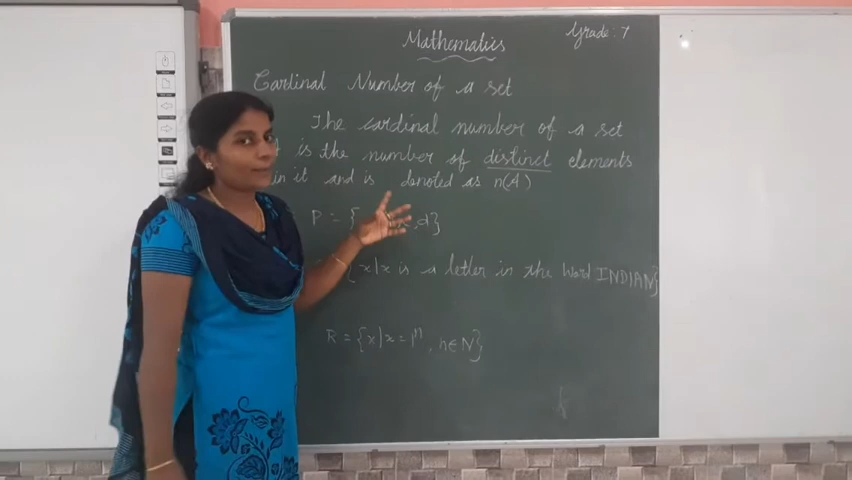 Mathematics
Grade: 7
Cardinal Number of a set
The cardinal number of a set
is the number of distinct elements
in it and is denoted as n(A)
P = { , d}
{x|x is a letter in the word INDIAN}
R = {x|x = 1ⁿ, n∈N}